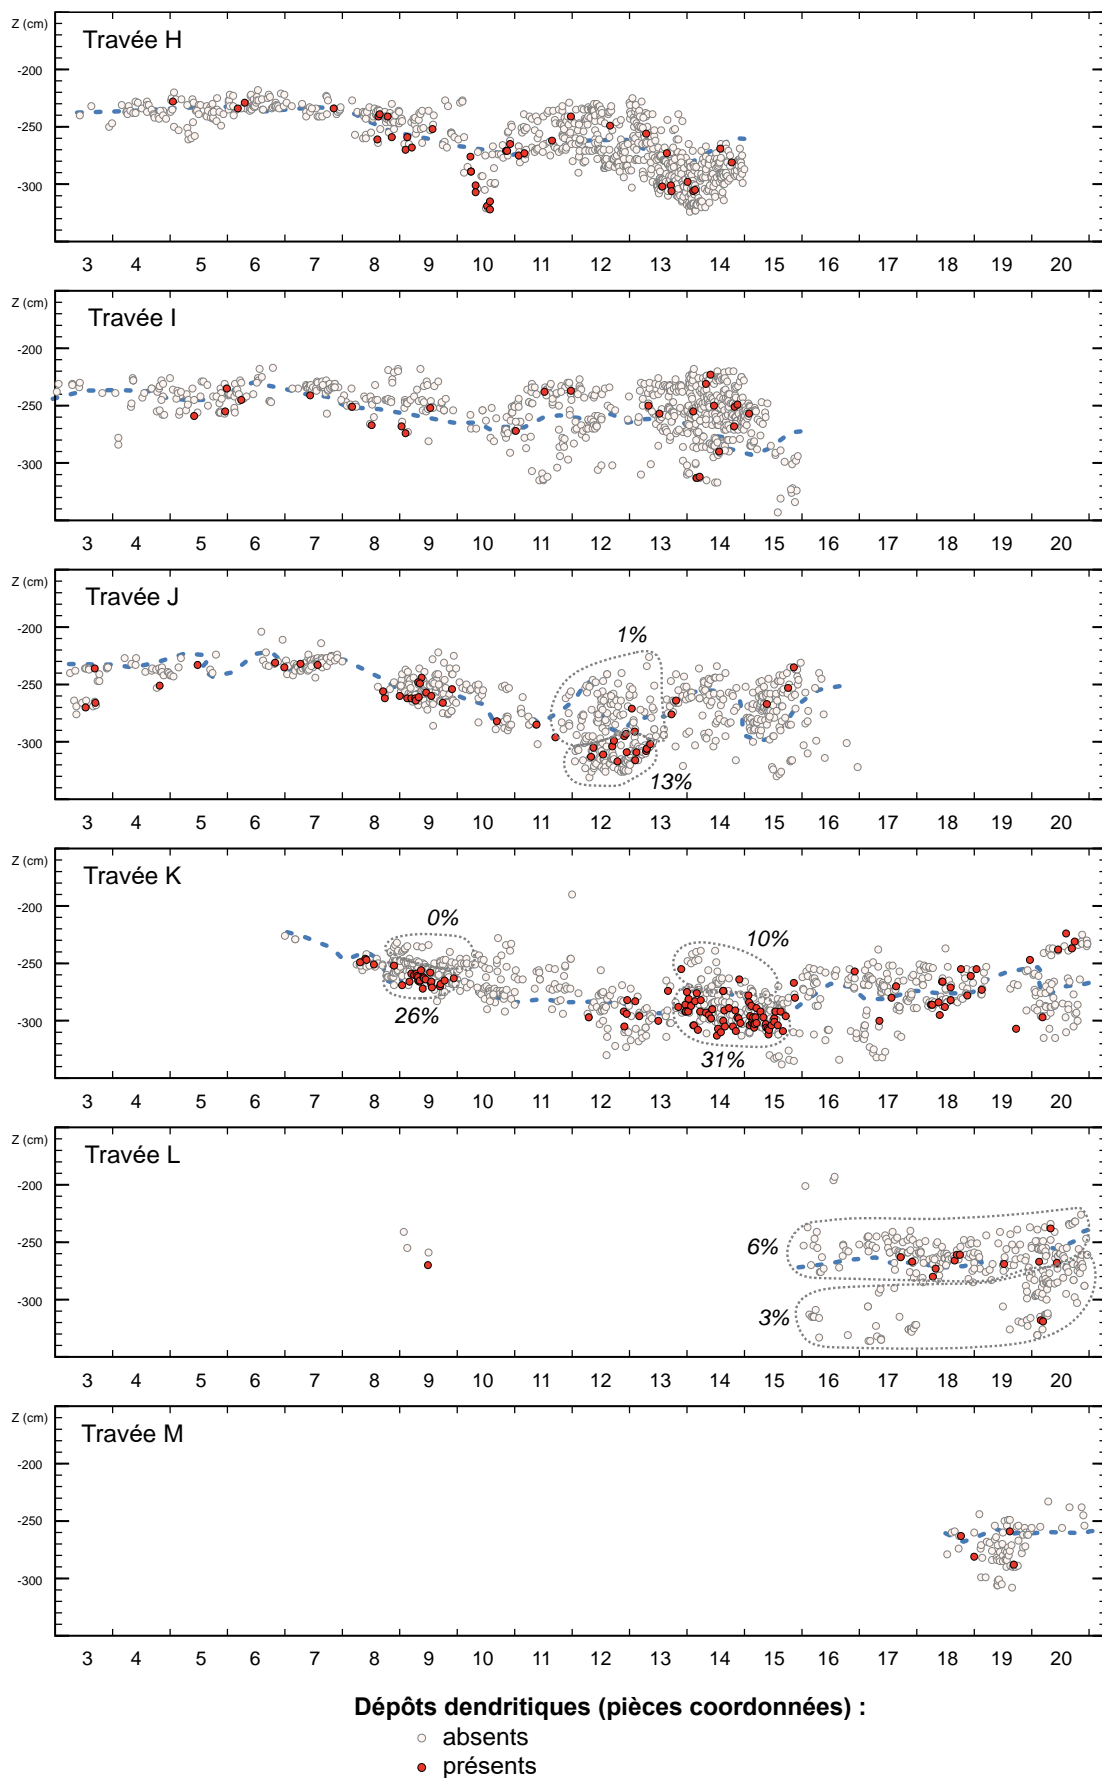 Z (cm)
Travée H
-200
-250
-300
3 4 5 6 7 8 9 10 11 12 13 14 15 16 17 18 19 20
Z (cm)
Travée I
-200
-250
-300
3 4 5 6 7 8 9 10 11 12 13 14 15 16 17 18 19 20
Z (cm)
Travée J
-200
1%
-250
-300
13%
3 4 5 6 7 8 9 10 11 12 13 14 15 16 17 18 19 20
Z (cm)
Travée K
-200
0%
10%
-250
-300
26%
31%
3 4 5 6 7 8 9 10 11 12 13 14 15 16 17 18 19 20
Z (cm)
Travée L
-200
6%
-250
-300
3%
3 4 5 6 7 8 9 10 11 12 13 14 15 16 17 18 19 20
Z (cm)
Travée M
-200
-250
-300
3 4 5 6 7 8 9 10 11 12 13 14 15 16 17 18 19 20
Dépôts dendritiques (pièces coordonnées) :
absents
présents